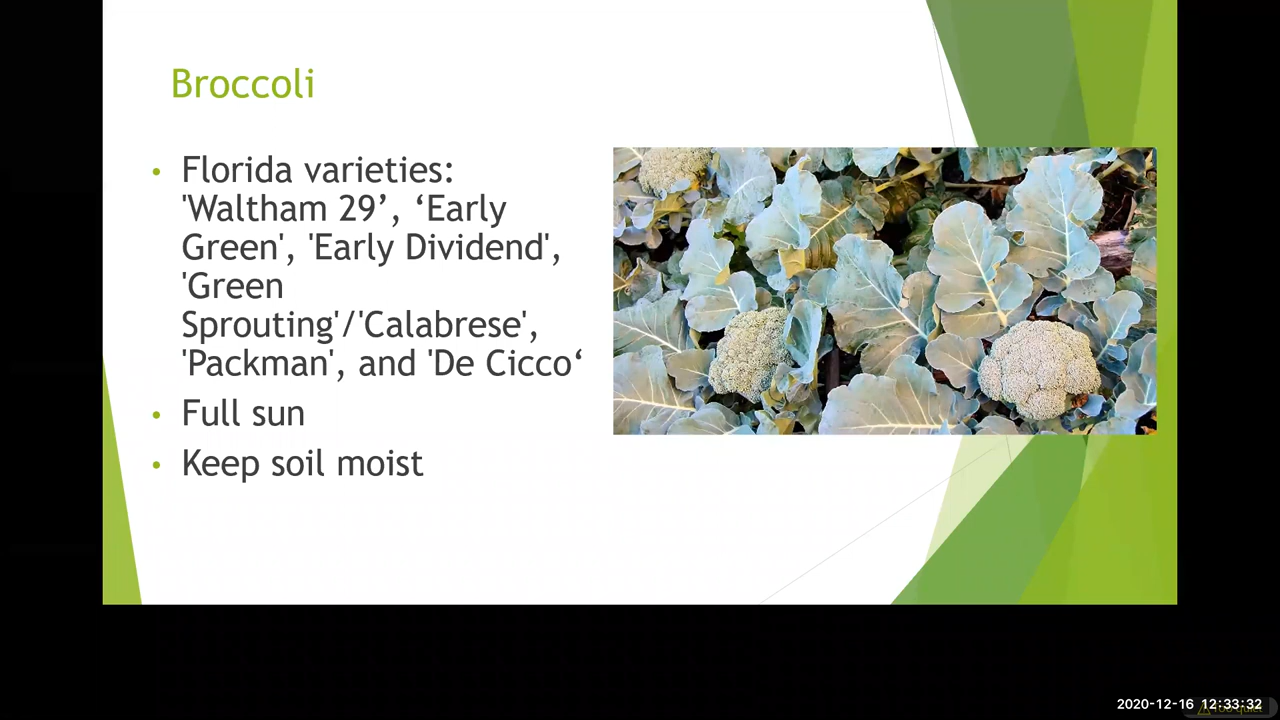 Broccoli
• Florida varieties:
'Waltham 29’, ‘Early
Green', 'Early Dividend',
'Green
Sprouting'/'Calabrese',
'Packman', and 'De Cicco‘
• Full sun
• Keep soil moist
2020-12-16 12:33:32